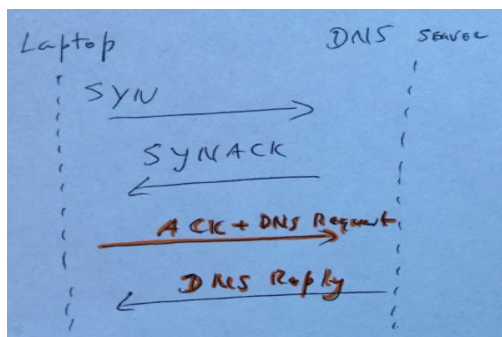 Laptop
DNS SERVER
SYN
SYNACK
ACK + DNS Request
DNS Reply